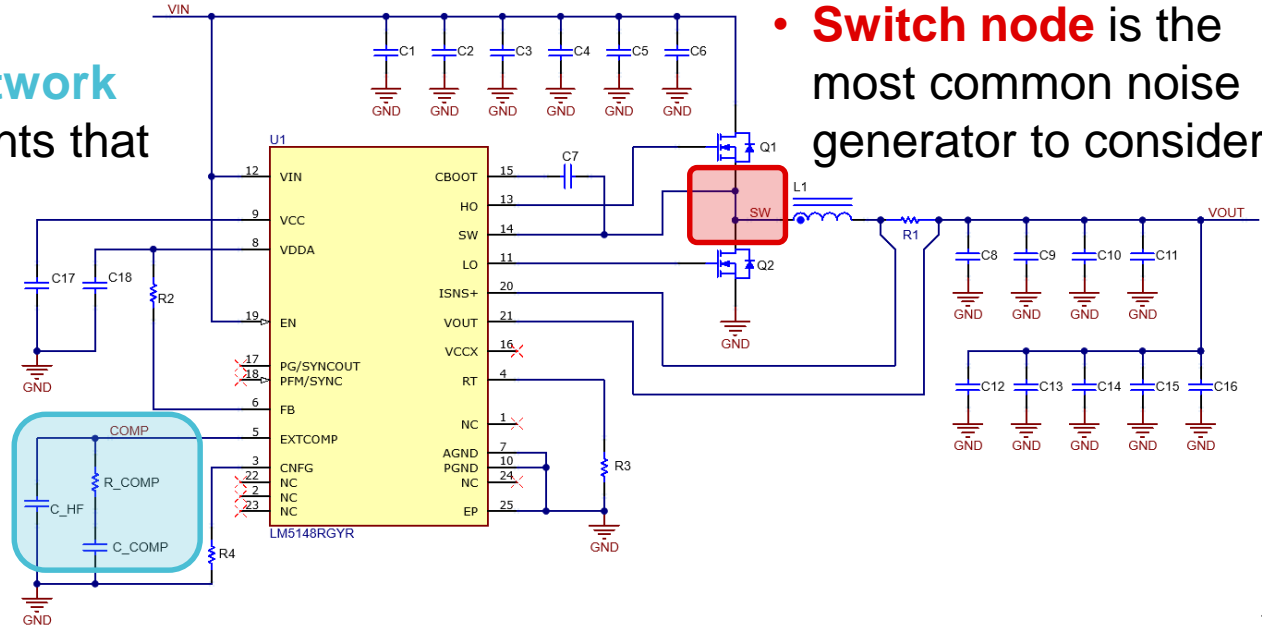 VIN
• Switch node is the
most common noise
generator to consider
twork
nts that
C1 C2 C3 C4 C5 C6
GND GND GND GND GND GND
U1
Q1
C7
12 VIN CBOOT 15
HO 13
9 VCC SW 14
8 VDDA LO 11
ISNS+ 20
19 EN VOUT 21
VCCX 16
17 PG/SYNCOUT
18 PFM/SYNC RT 4
6 FB NC 1
5 EXTCOMP
AGND 7
3 CNFG PGND 10
22 NC NC 24
2 NC
23 NC EP 25
LM5148RGYR
SW
L1
R1
VOUT
Q2
GND
C8 C9 C10 C11
GND GND GND GND
C12 C13 C14 C15 C16
GND GND GND GND GND
C17 C18
R2
GND
COMP
R_COMP
C_HF
C_COMP
R4
GND
R3
GND